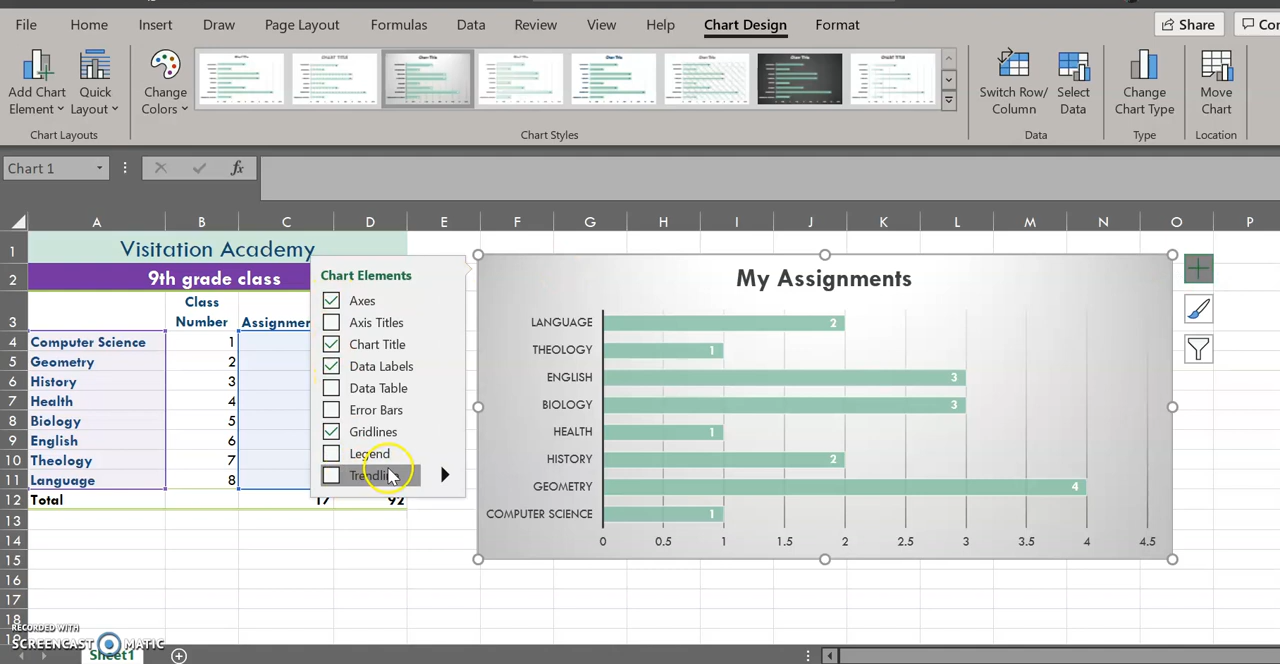 File Home Insert Draw Page Layout Formulas Data Review View Help Chart Design Format Share
Add Chart Element
Quick Layout
Change Colors
Switch Row/ Column
Select Data
Change Chart Type
Move Chart
Chart Layouts
Chart Styles
Data
Type
Location
Chart 1
fx
A B C D E F G H I J K L M N O P
1 Visitation Academy
2 9th grade class
3 Class Number
4 Computer Science 1
5 Geometry 2
6 History 3
7 Health 4
8 Biology 5
9 English 6
10 Theology 7
11 Language 8
12 Total 17 92
13
14
15
16
17
18
19
Chart Elements
Axes
Axis Titles
Chart Title
Data Labels
Data Table
Error Bars
Gridlines
Legend
My Assignments
LANGUAGE 2
THEOLOGY 1
ENGLISH 3
BIOLOGY 3
HEALTH 1
HISTORY 2
GEOMETRY 4
COMPUTER SCIENCE 1
0 0.5 1 1.5 2 2.5 3 3.5 4 4.5
RECORDED WITH
SCREENCAST MATIC
Sheet1